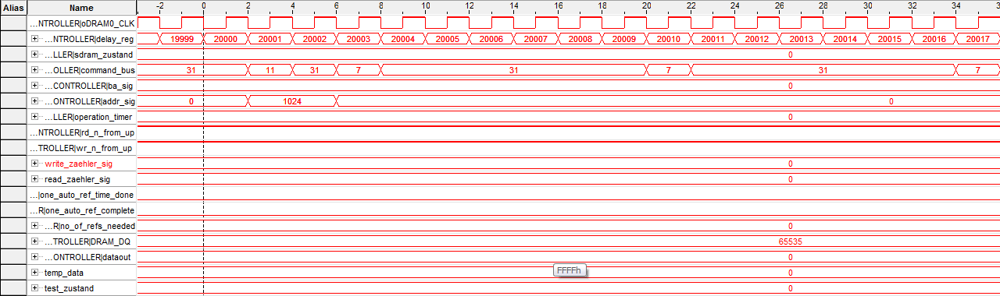 Alias Name -2 0 2 4 6 8 10 12 14 16 18 20 22 24 26 28 30 32 34 3
...NTROLLER|oDRAM0_CLK
...NTROLLER|delay_reg 19999 20000 20001 20002 20003 20004 20005 20006 20007 20008 20009 20010 20011 20012 20013 20014 20015 20016 20017
...LLER|sdram_zustand 0
...OLLER|command_bus 31 11 31 7 31 7 31 7
...CONTROLLER|ba_sig 0
...ONTROLLER|addr_sig 0 1024 0
...LLER|operation_timer 0
...NTROLLER|rd_n_from_up
...TROLLER|wr_n_from_up
write_zaehler_sig 0
read_zaehler_sig 0
...|one_auto_ref_time_done
...R|one_auto_ref_complete
...R|no_of_refs_needed 0
...TROLLER|DRAM_DQ 65535
...ONTROLLER|dataout 0
temp_data FFFFh 0
test_zustand 0